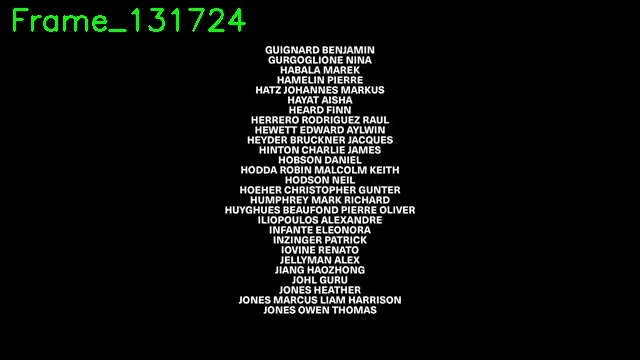 Frame_131724
GUIGNARD BENJAMIN
GURGOGLIONE NINA
HABALA MAREK
HAMELIN PIERRE
HATZ JOHANNES MARKUS
HAYAT AISHA
HEARD FINN
HERRERO RODRIGUEZ RAUL
HEWETT EDWARD AYLWIN
HEYDER BRUCKNER JACQUES
HINTON CHARLIE JAMES
HOBSON DANIEL
HODDA ROBIN MALCOLM KEITH
HODSON NEIL
HOEHER CHRISTOPHER GUNTER
HUMPHREY MARK RICHARD
HUYGHUES BEAUFOND PIERRE OLIVER
ILIOPOULOS ALEXANDRE
INFANTE ELEONORA
INZINGER PATRICK
IOVINE RENATO
JELLYMAN ALEX
JIANG HAOZHONG
JOHL GURU
JONES HEATHER
JONES MARCUS LIAM HARRISON
JONES OWEN THOMAS